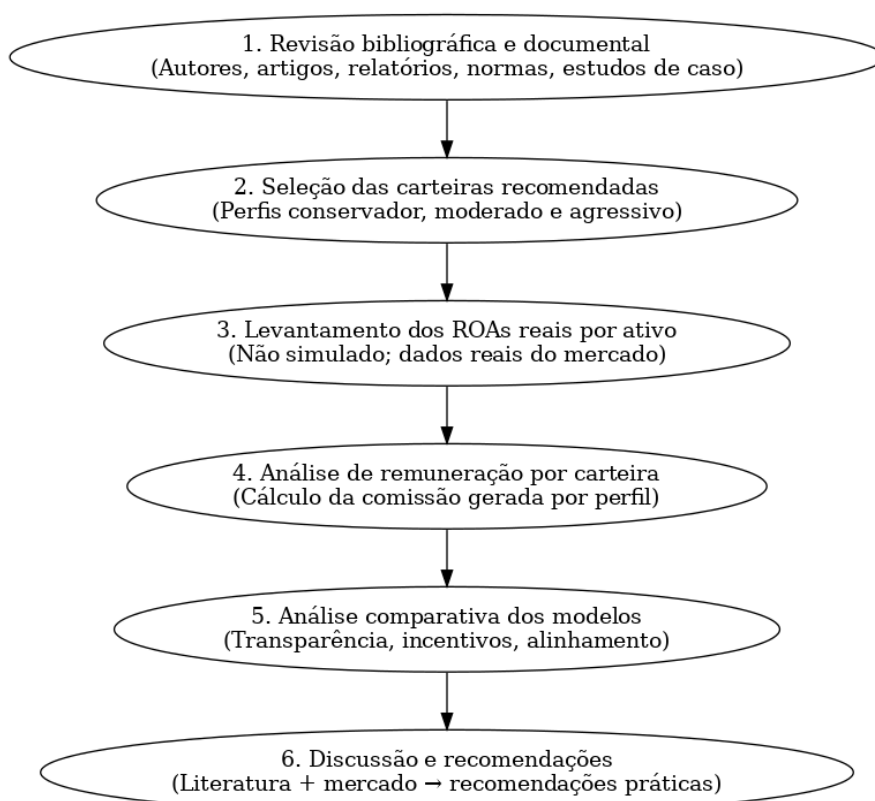 1. Revisão bibliográfica e documental
(Autores, artigos, relatórios, normas, estudos de caso)
2. Seleção das carteiras recomendadas
(Perfis conservador, moderado e agressivo)
3. Levantamento dos ROAs reais por ativo
(Não simulado; dados reais do mercado)
4. Análise de remuneração por carteira
(Cálculo da comissão gerada por perfil)
5. Análise comparativa dos modelos
(Transparência, incentivos, alinhamento)
6. Discussão e recomendações
(Literatura + mercado → recomendações práticas)